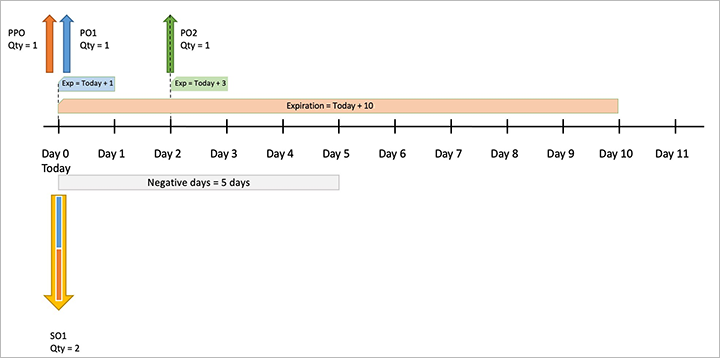 PPO
Qty = 1
PO1
Qty = 1
PO2
Qty = 1
Exp = Today + 1
Exp = Today + 3
Expiration = Today + 10
Day 0
Today
Day 1
Day 2
Day 3
Day 4
Day 5
Day 6
Day 7
Day 8
Day 9
Day 10
Day 11
Negative days = 5 days
SO1
Qty = 2